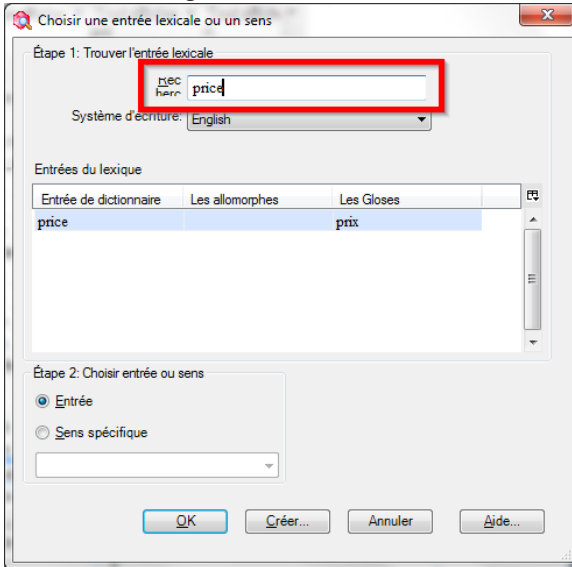 Choisir une entrée lexicale ou un sens
Étape 1: Trouver l'entrée lexicale
Rec
herc
price
Système d'écriture:
English
Entrées du lexique
Entrée de dictionnaire Les allomorphes Les Gloses
price prix
Étape 2: Choisir entrée ou sens
Entrée
Sens spécifique
OK Créer... Annuler Aide...